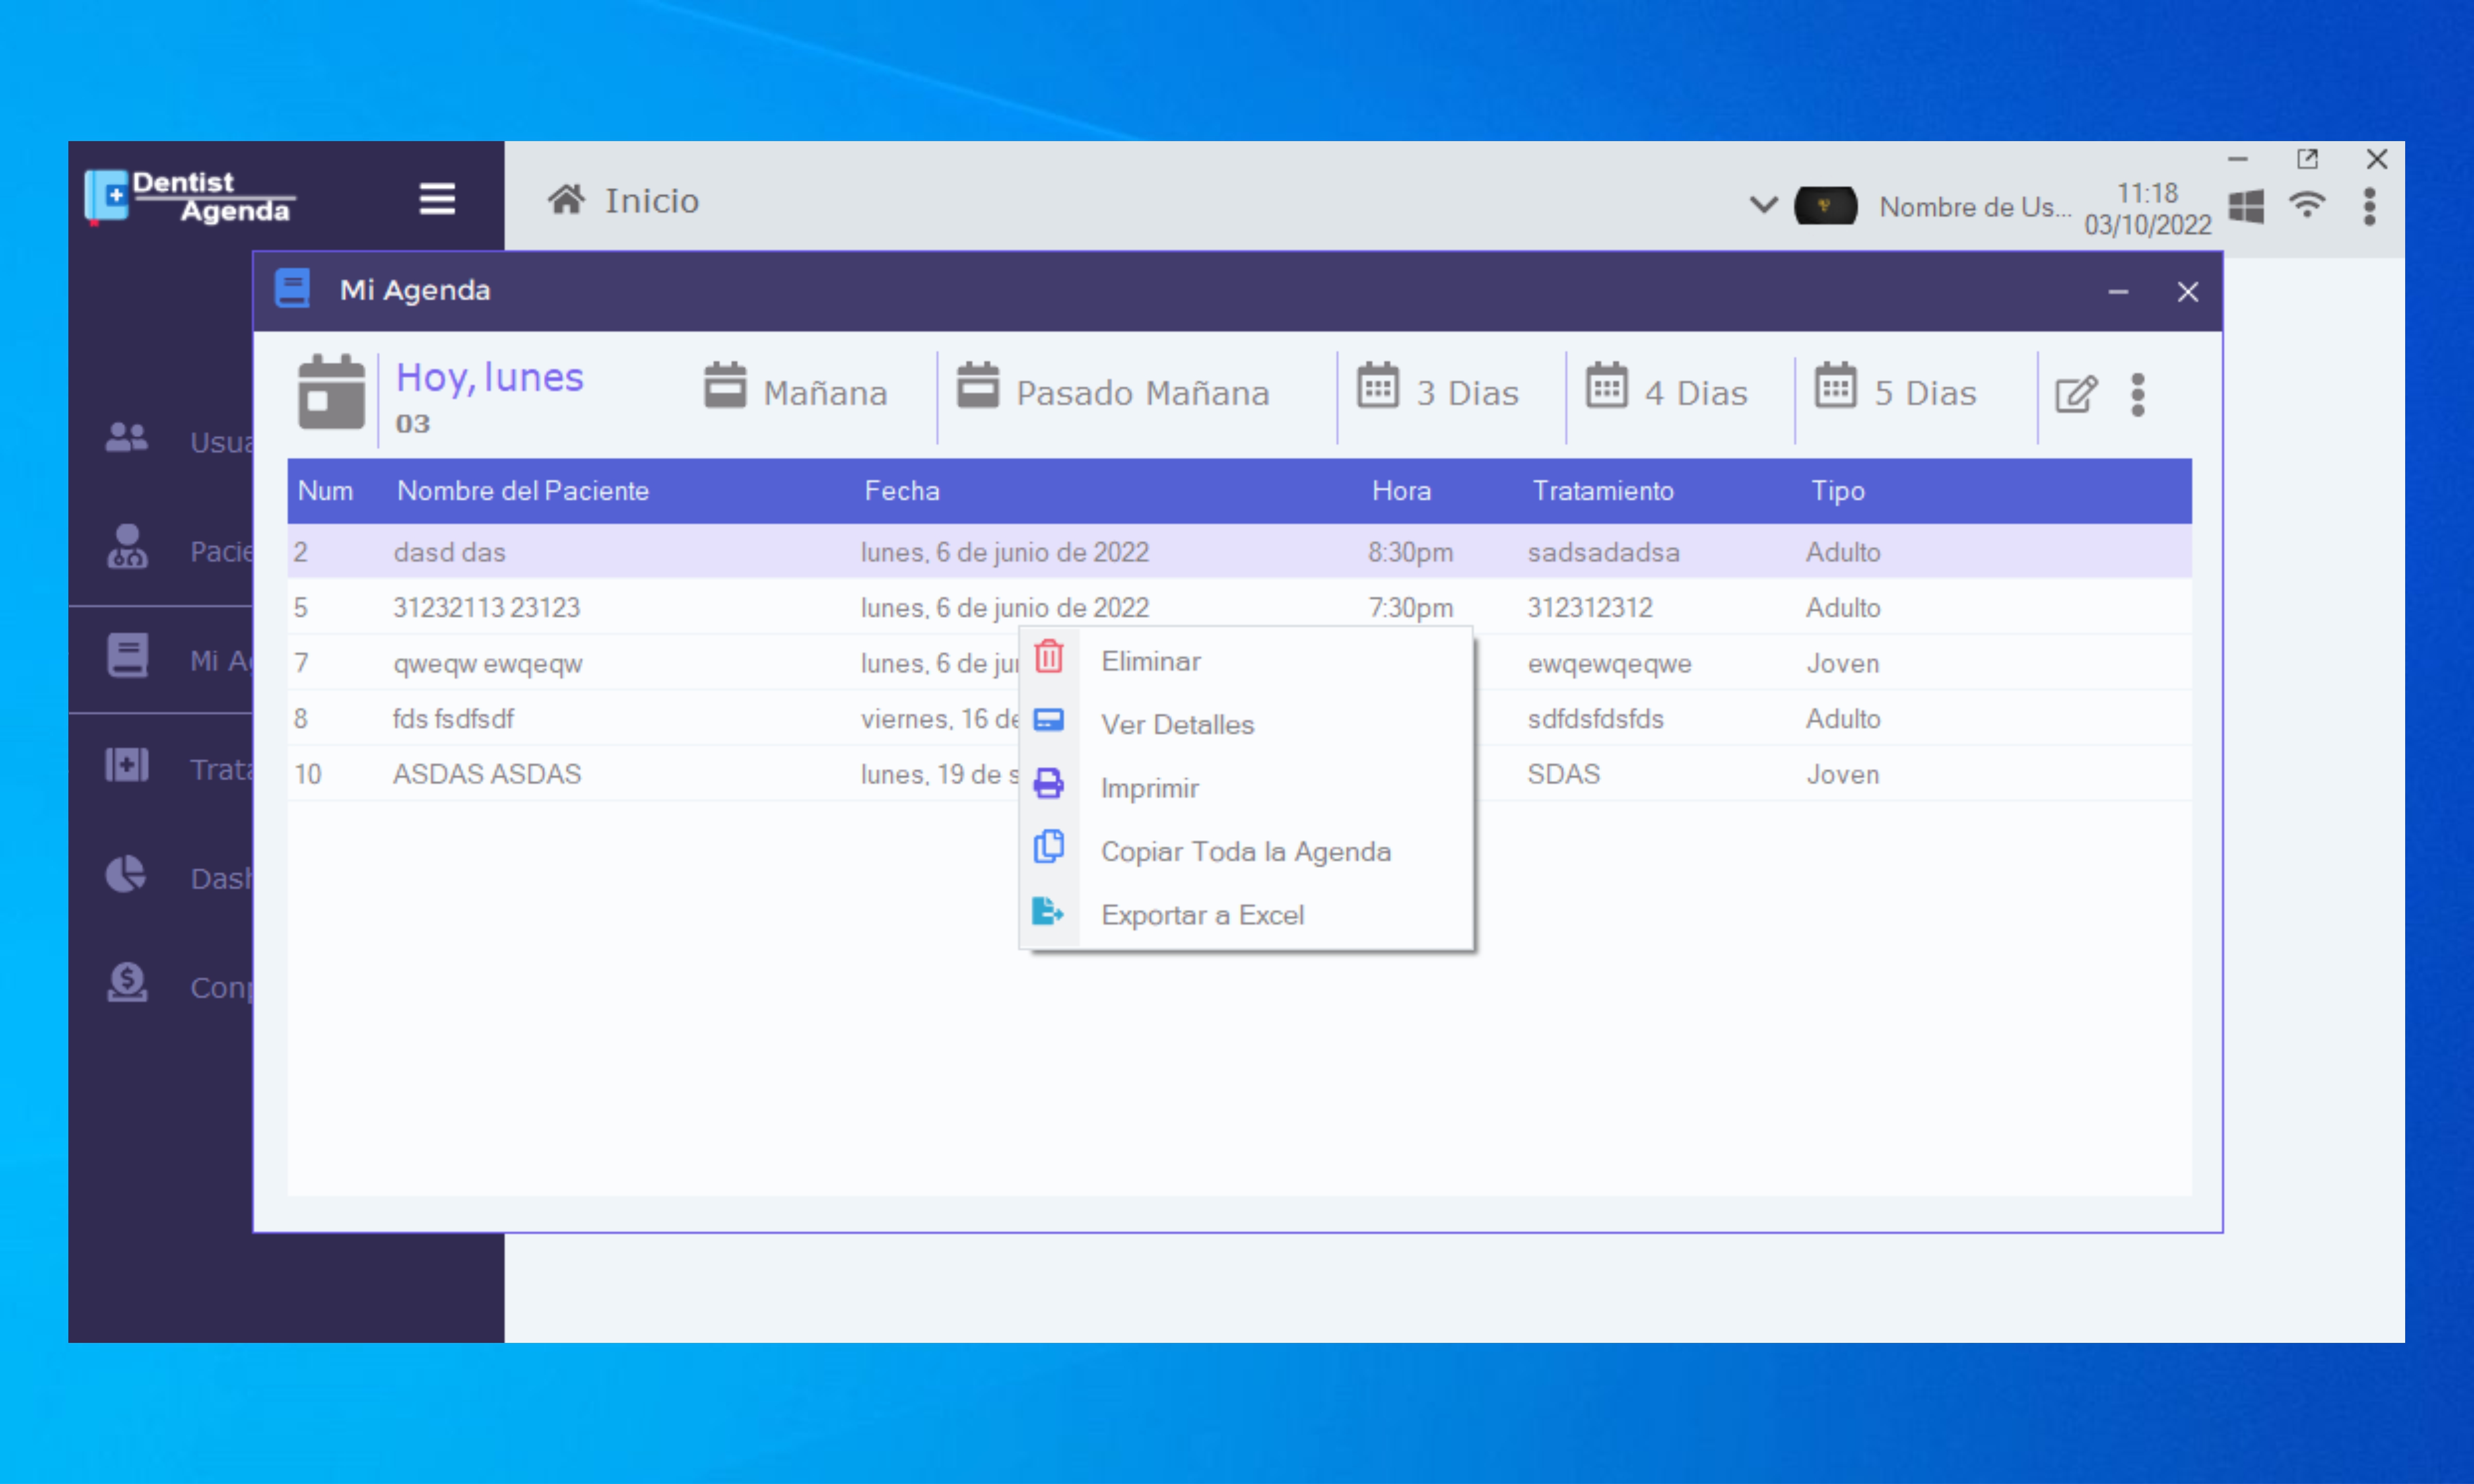 Dentist
Agenda
Inicio
Nombre de Us...
11:18
03/10/2022
Mi Agenda
Hoy, lunes
03
Mañana
Pasado Mañana
3 Dias
4 Dias
5 Dias
Num Nombre del Paciente Fecha Hora Tratamiento Tipo
2 dasd das lunes, 6 de junio de 2022 8:30pm sadsadadsa Adulto
5 31232113 23123 lunes, 6 de junio de 2022 7:30pm 312312312 Adulto
7 qweqw ewqeqw lunes, 6 de ju ewqewqeqwe Joven
8 fds fsdfsdf viernes, 16 de sdfdsfdsfds Adulto
10 ASDAS ASDAS lunes, 19 de s SDAS Joven
Eliminar
Ver Detalles
Imprimir
Copiar Toda la Agenda
Exportar a Excel
Usua
Pacie
Mi A
Trata
Dash
Conp